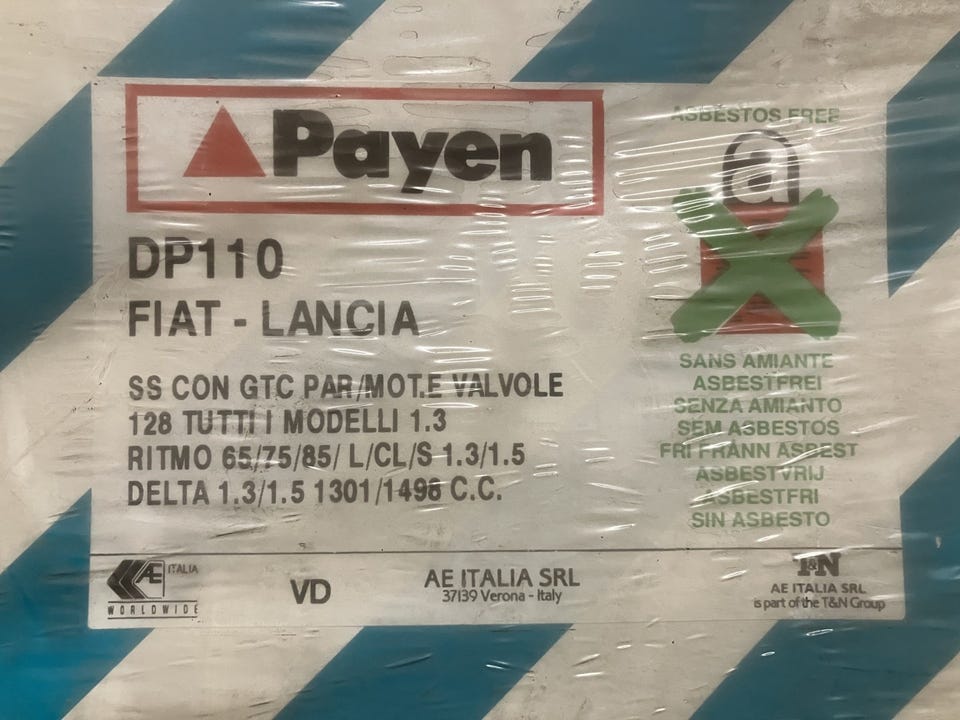 Payen
DP110
FIAT - LANCIA
SS CON GTC PAR/MOT.E VALVOLE
128 TUTTI I MODELLI 1.3
RITMO 65/75/85/ L/CL/S 1.3/1.5
DELTA 1.3/1.5 1301/1498 C.C.
ASBESTOS FREE
a
SANS AMIANTE
ASBESTFREI
SENZA AMIANTO
SEM ASBESTOS
FRI FRÅNN ASBEST
ASBESTVRIJ
ASBESTFRI
SIN ASBESTO
AE ITALIA
WORLDWIDE
VD
AE ITALIA SRL
37139 Verona - Italy
T&N
AE ITALIA SRL
is part of the T&N Group